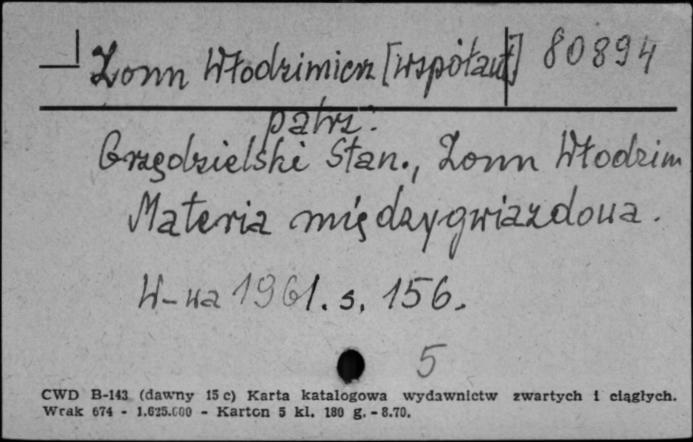 Zonn Włodzimierz [współaut] 80894
patrz:
Grzędzielski Stan., Zonn Włodzim
Materia międzygwiazdowa.
W-wa 1961. s. 156.
5
CWD B-143 (dawny 15 c) Karta katalogowa wydawnictw zwartych i ciągłych.
Wrak 674 - 1.625.000 - Karton 5 kl. 180 g. - 8.70.